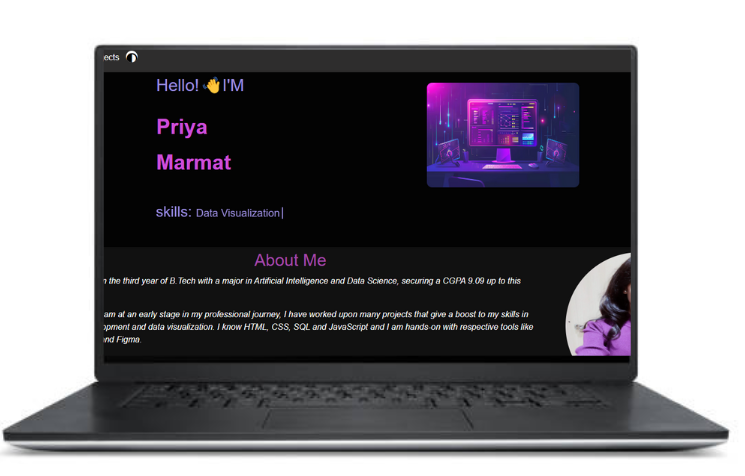 ects
Hello! 👋 I'M
Priya
Marmat
skills: Data Visualization|
About Me
n the third year of B.Tech with a major in Artificial Intelligence and Data Science, securing a CGPA 9.09 up to this
am at an early stage in my professional journey, I have worked upon many projects that give a boost to my skills in
opment and data visualization. I know HTML, CSS, SQL and JavaScript and I am hands-on with respective tools like
nd Figma.